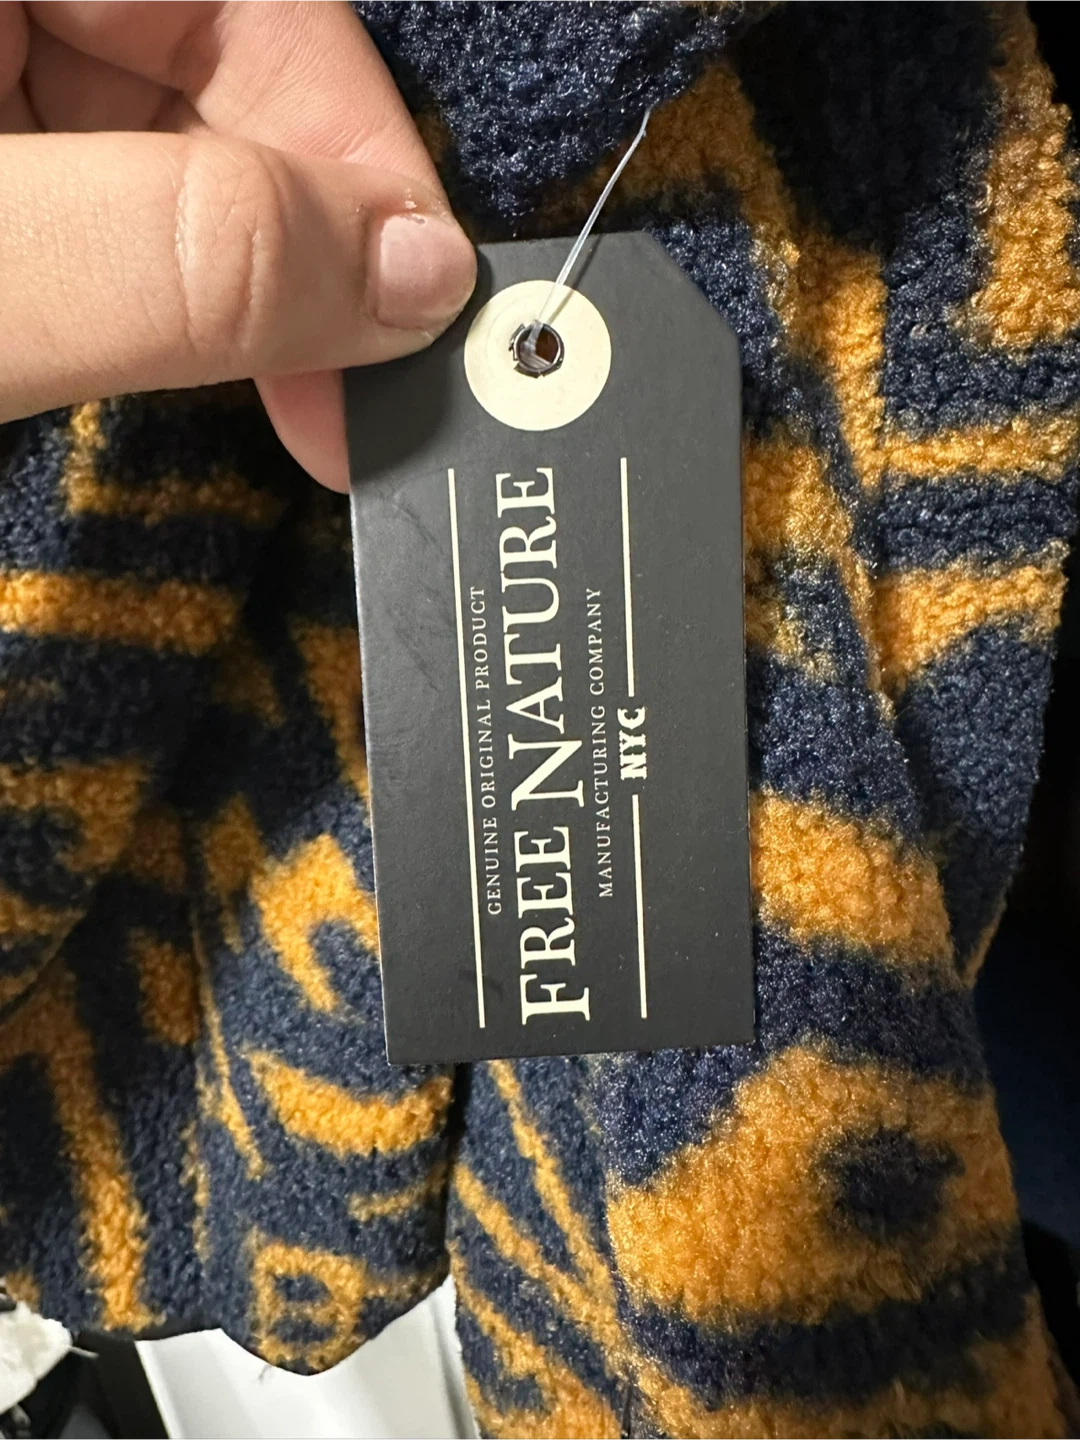 GENUINE ORIGINAL PRODUCT
FREE NATURE
MANUFACTURING COMPANY
NYC